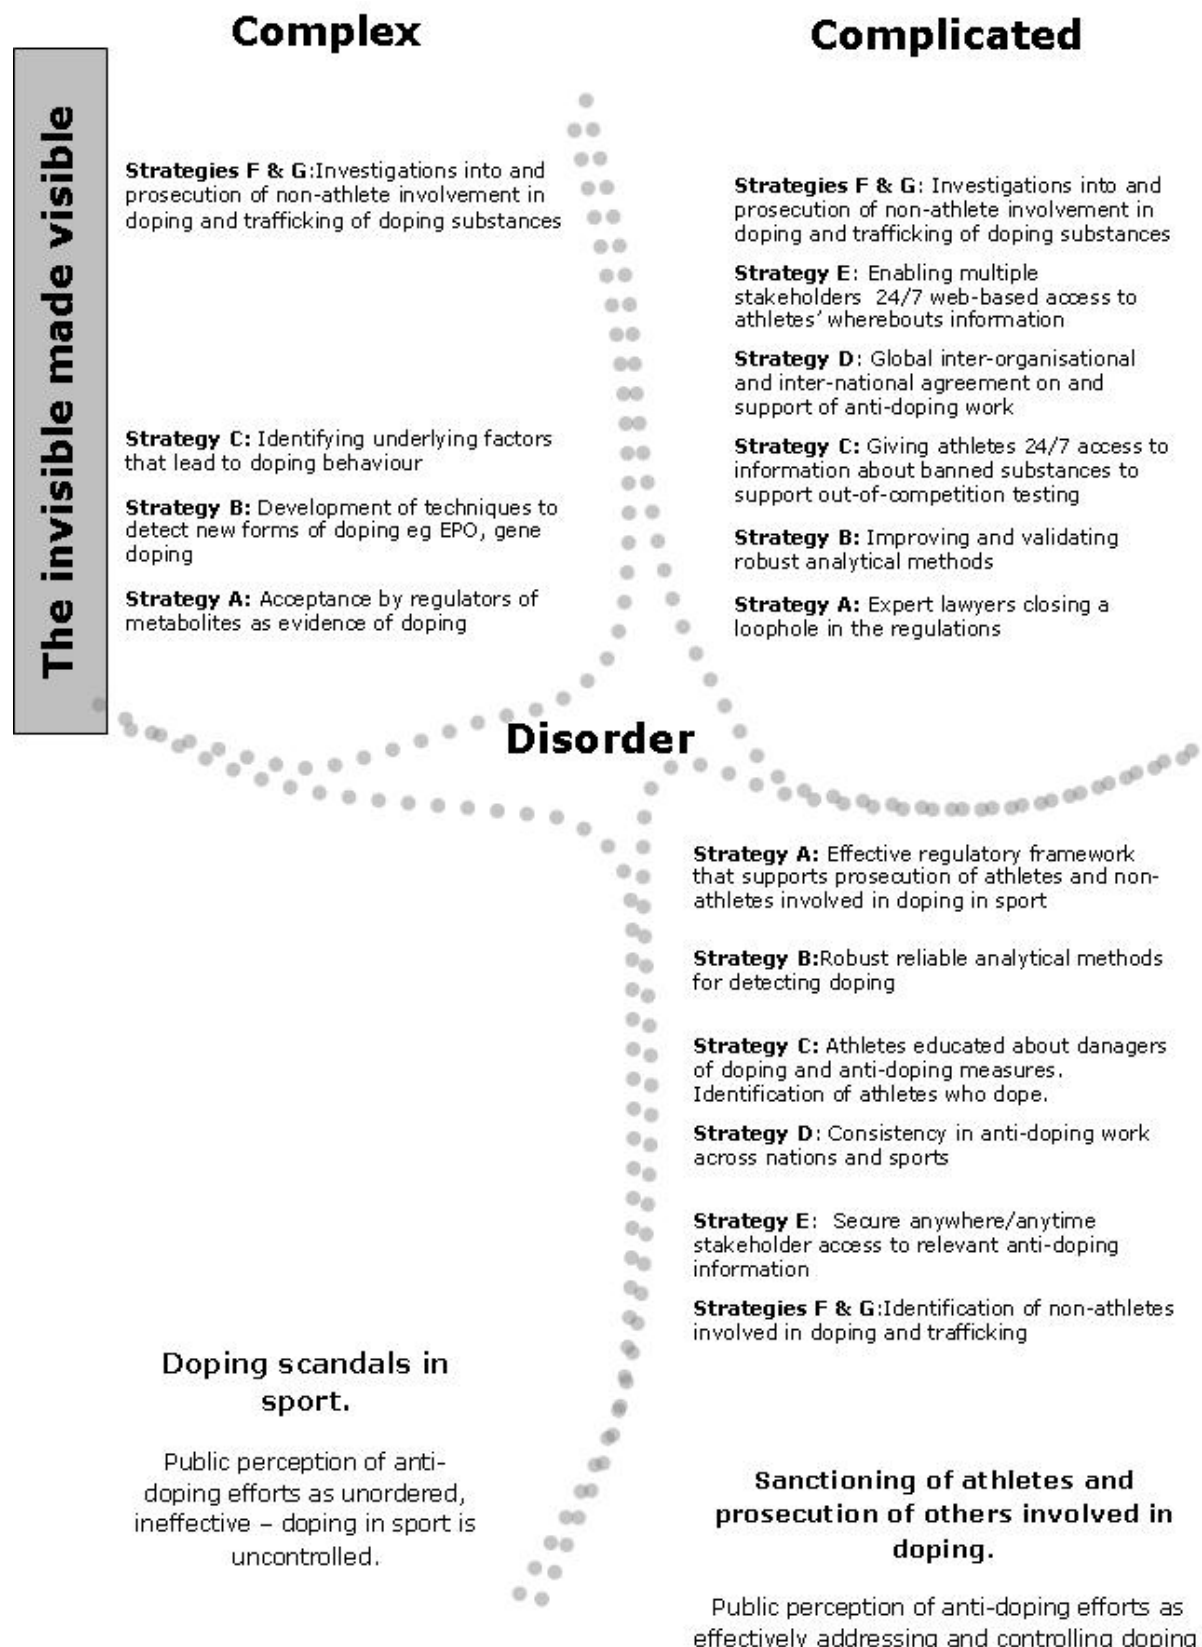 Complex
Complicated
The invisible made visible
Strategies F & G:Investigations into and
prosecution of non-athlete involvement in
doping and trafficking of doping substances
Strategy C: Identifying underlying factors
that lead to doping behaviour
Strategy B: Development of techniques to
detect new forms of doping eg EPO, gene
doping
Strategy A: Acceptance by regulators of
metabolites as evidence of doping
Strategies F & G: Investigations into and
prosecution of non-athlete involvement in
doping and trafficking of doping substances
Strategy E: Enabling multiple
stakeholders 24/7 web-based access to
athletes' wherebouts information
Strategy D: Global inter-organisational
and inter-national agreement on and
support of anti-doping work
Strategy C: Giving athletes 24/7 access to
information about banned substances to
support out-of-competition testing
Strategy B: Improving and validating
robust analytical methods
Strategy A: Expert lawyers closing a
loophole in the regulations
Disorder
Strategy A: Effective regulatory framework
that supports prosecution of athletes and non-
athletes involved in doping in sport
Strategy B:Robust reliable analytical methods
for detecting doping
Strategy C: Athletes educated about danagers
of doping and anti-doping measures.
Identification of athletes who dope.
Strategy D: Consistency in anti-doping work
across nations and sports
Strategy E: Secure anywhere/anytime
stakeholder access to relevant anti-doping
information
Strategies F & G:Identification of non-athletes
involved in doping and trafficking
Doping scandals in
sport.
Public perception of anti-
doping efforts as unordered,
ineffective – doping in sport is
uncontrolled.
Sanctioning of athletes and
prosecution of others involved in
doping.
Public perception of anti-doping efforts as
effectively addressing and controlling doping